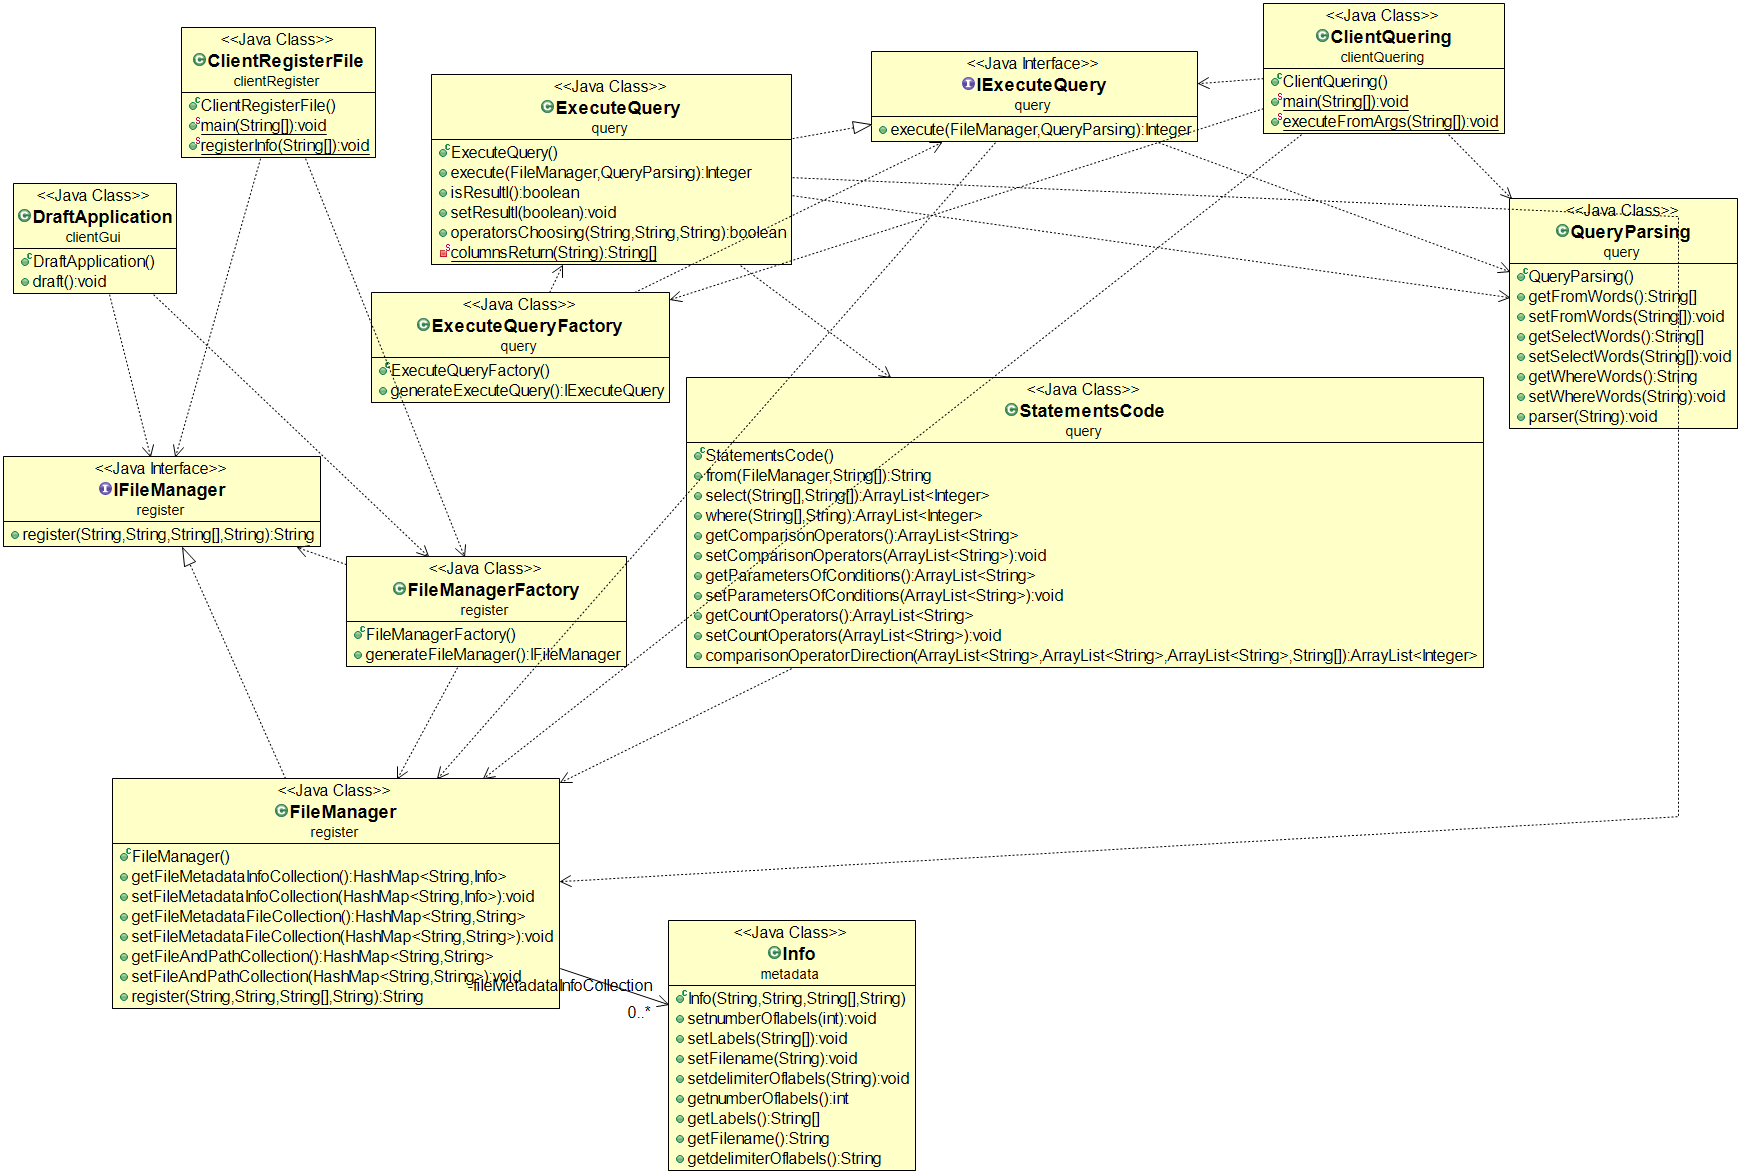 <<Java Class>>
ClientRegisterFile
clientRegister
ClientRegisterFile()
main(String[]):void
registerInfo(String[]):void
<<Java Class>>
ExecuteQuery
query
ExecuteQuery()
execute(FileManager,QueryParsing):Integer
isResultI():boolean
setResultI(boolean):void
operatorsChoosing(String,String,String):boolean
columnsReturn(String):String[]
<<Java Interface>>
IExecuteQuery
query
execute(FileManager,QueryParsing):Integer
<<Java Class>>
ClientQuering
clientQuering
ClientQuering()
main(String[]):void
executeFromArgs(String[]):void
<<Java Class>>
DraftApplication
clientGui
DraftApplication()
draft():void
<<Java Class>>
QueryParsing
query
QueryParsing()
getFromWords():String[]
setFromWords(String[]):void
getSelectWords():String[]
setSelectWords(String[]):void
getWhereWords():String
setWhereWords(String):void
parser(String):void
<<Java Class>>
ExecuteQueryFactory
query
ExecuteQueryFactory()
generateExecuteQuery():IExecuteQuery
<<Java Class>>
StatementsCode
query
StatementsCode()
from(FileManager,String[]):String
select(String[],String[]):ArrayList<Integer>
where(String[],String):ArrayList<Integer>
getComparisonOperators():ArrayList<String>
setComparisonOperators(ArrayList<String>):void
getParametersOfConditions():ArrayList<String>
setParametersOfConditions(ArrayList<String>):void
getCountOperators():ArrayList<String>
setCountOperators(ArrayList<String>):void
comparisonOperatorDirection(ArrayList<String>,ArrayList<String>,ArrayList<String>,String[]):ArrayList<Integer>
<<Java Interface>>
IFileManager
register
register(String,String,String[],String):String
<<Java Class>>
FileManagerFactory
register
FileManagerFactory()
generateFileManager():IFileManager
<<Java Class>>
FileManager
register
FileManager()
getFileMetadataInfoCollection():HashMap<String,Info>
setFileMetadataInfoCollection(HashMap<String,Info>):void
getFileMetadataFileCollection():HashMap<String,String>
setFileMetadataFileCollection(HashMap<String,String>):void
getFileAndPathCollection():HashMap<String,String>
setFileAndPathCollection(HashMap<String,String>):void
register(String,String,String[],String):String
-fileMetadataInfoCollection
0..*
<<Java Class>>
Info
metadata
Info(String,String,String[],String)
setnumberOflabels(int):void
setLabels(String[]):void
setFilename(String):void
setdelimiterOflabels(String):void
getnumberOflabels():int
getLabels():String[]
getFilename():String
getdelimiterOflabels():String